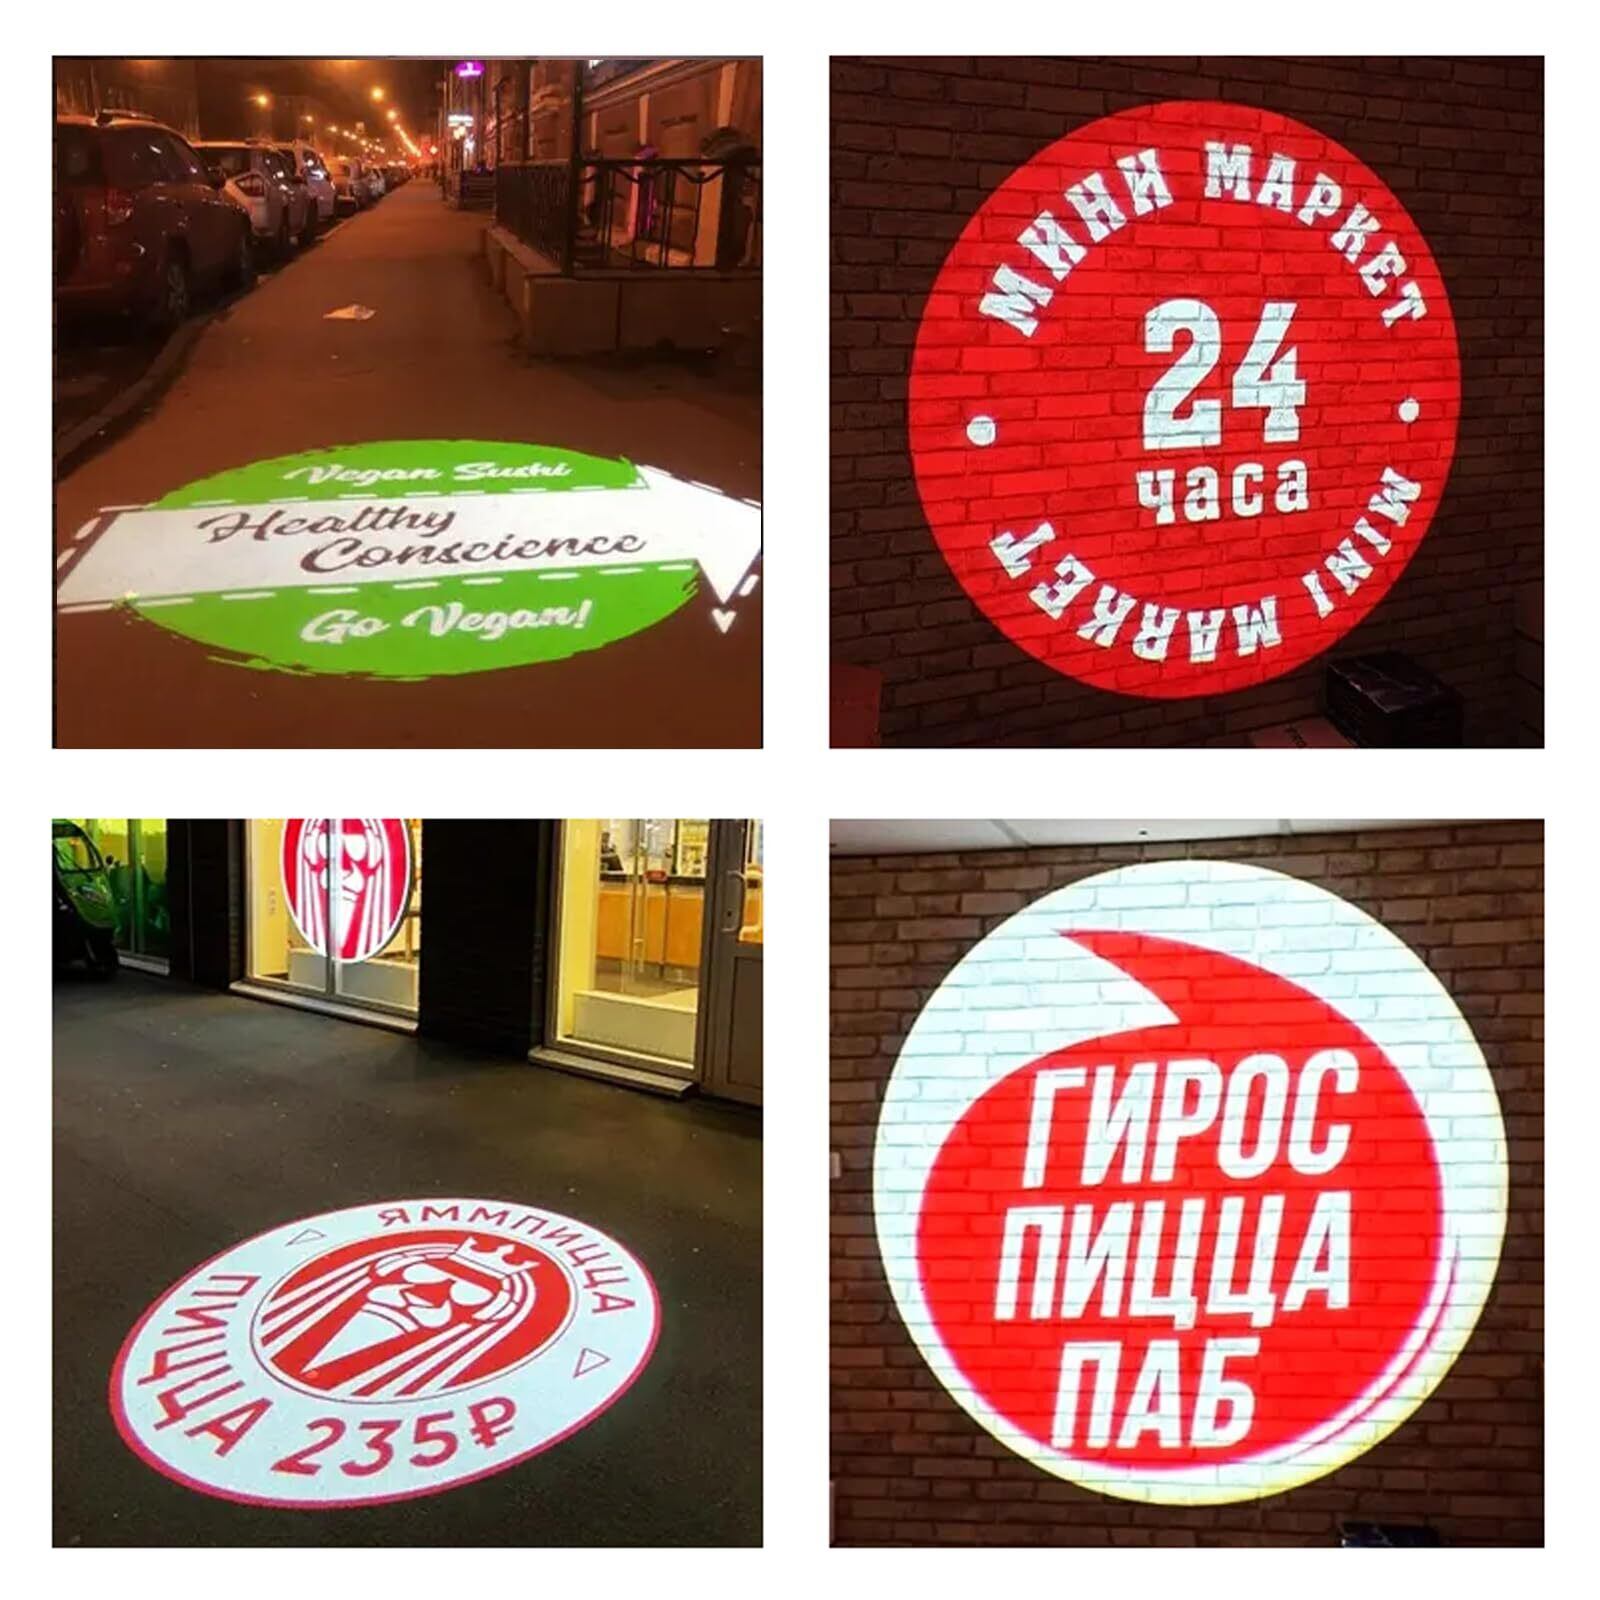 Vegan Sushi
Healthy
Conscience
Go Vegan!
МИНИ МАРКЕТ
24
часа
MINI MARKET
ЯММПИЦЦА
ПИЦЦА 235₽
ГИРОС
ПИЦЦА
ПАБ